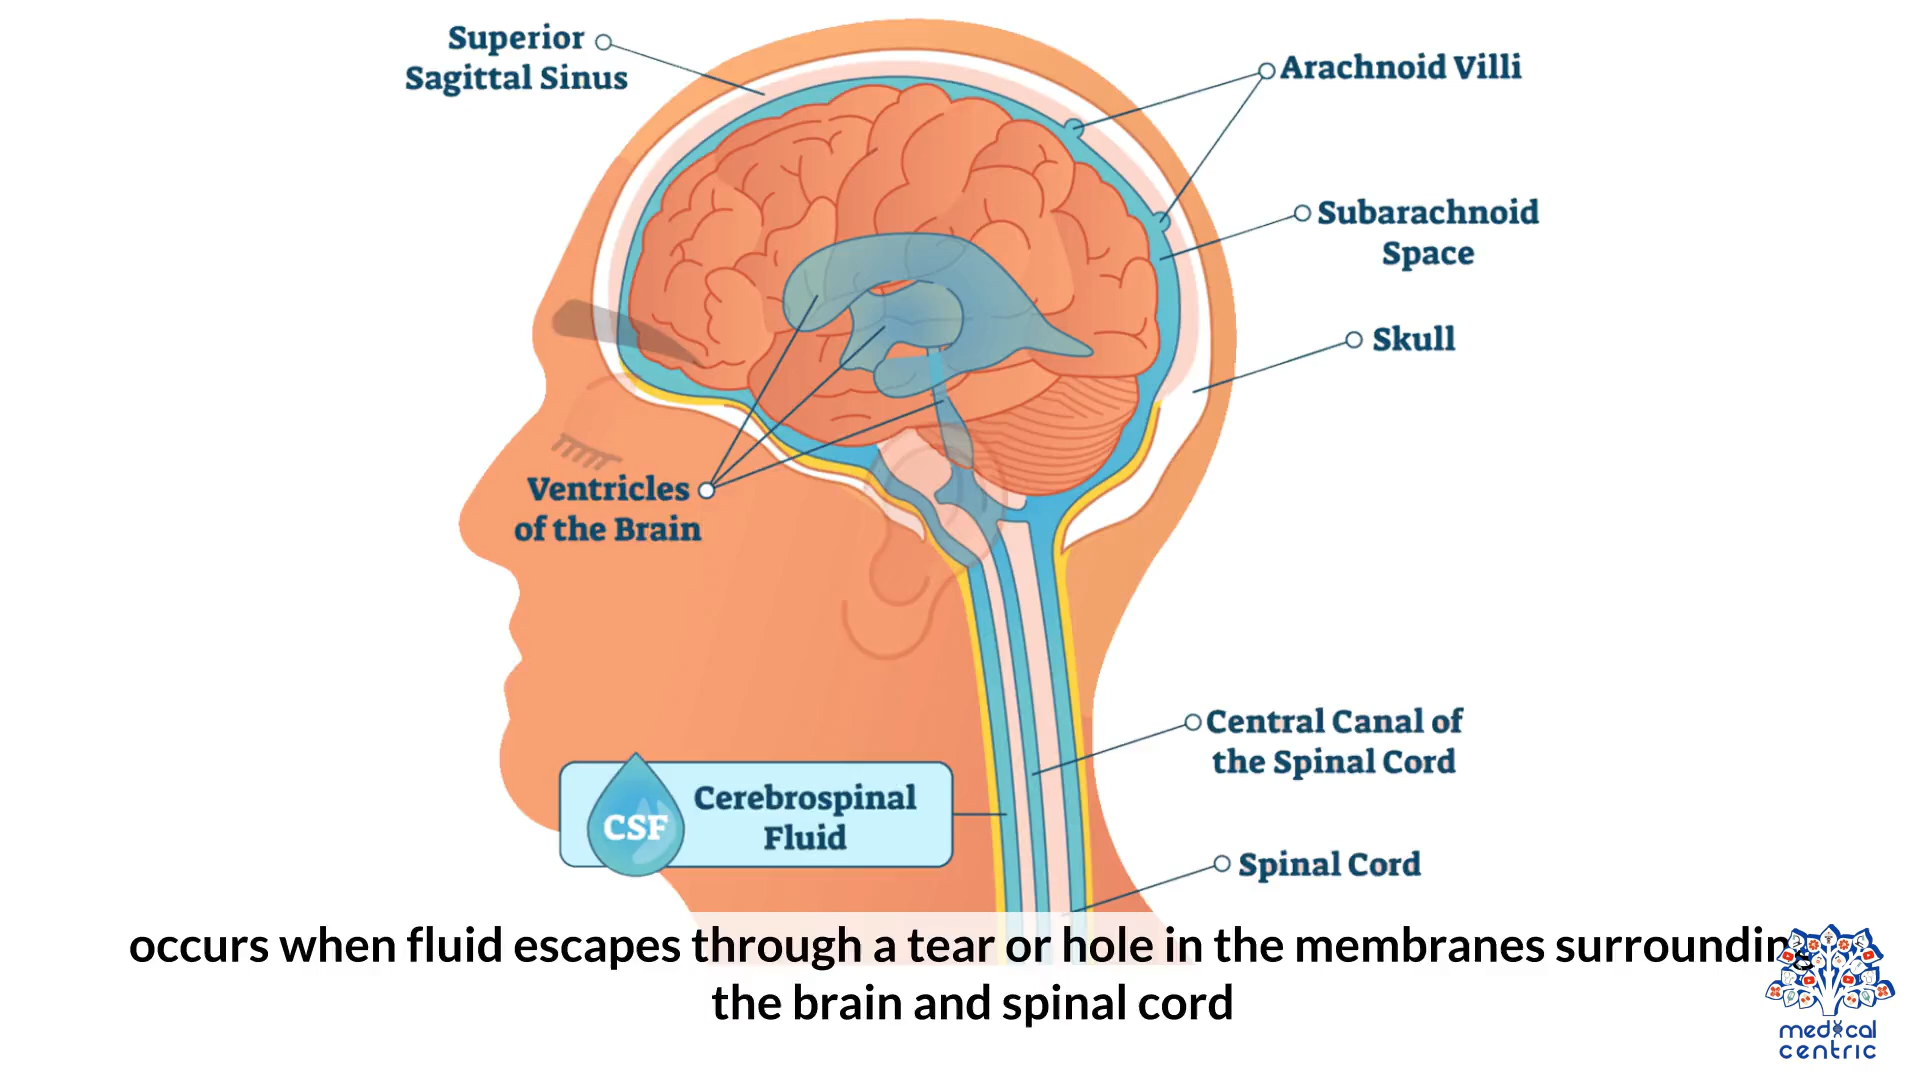 Superior
Sagittal Sinus
Arachnoid Villi
Subarachnoid
Space
Skull
Ventricles
of the Brain
Central Canal of
the Spinal Cord
CSF
Cerebrospinal
Fluid
Spinal Cord
occurs when fluid escapes through a tear or hole in the membranes surrounding
the brain and spinal cord
medical
centric